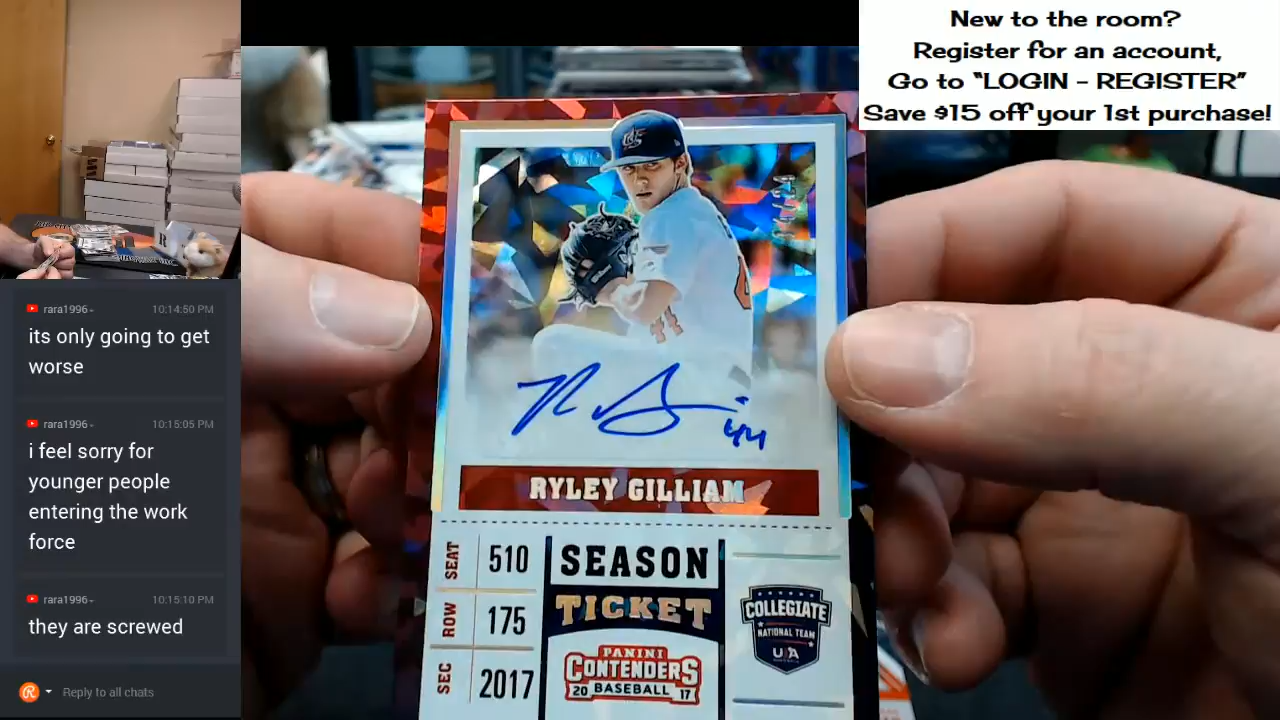 New to the room?
Register for an account,
Go to "LOGIN - REGISTER"
Save $15 off your 1st purchase!
rara1996
10:14:50 PM
its only going to get
worse
rara1996
10:15:05 PM
i feel sorry for
younger people
entering the work
force
rara1996
10:15:10 PM
they are screwed
Reply to all chats
44
RYLEY GILLIAM
SEAT 510
ROW 175
SEC 2017
SEASON
TICKET
PANINI
CONTENDERS
20 BASEBALL 17
COLLEGIATE
NATIONAL TEAM
USA
BASEBALL